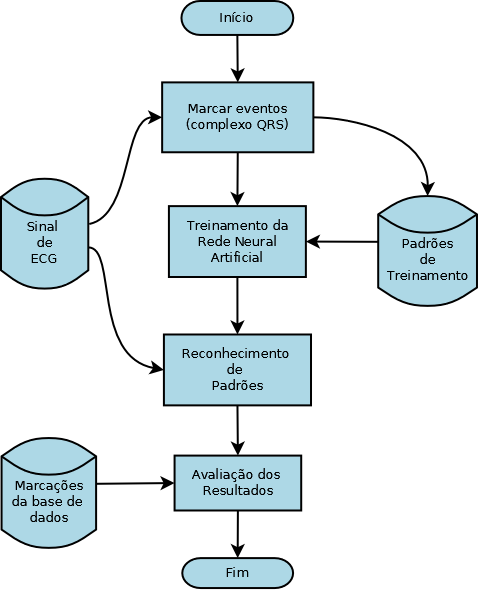 Início
Marcar eventos
(complexo QRS)
Sinal
de
ECG
Treinamento da
Rede Neural
Artificial
Padrões
de
Treinamento
Reconhecimento
de
Padrões
Marcações
da base de
dados
Avaliação dos
Resultados
Fim